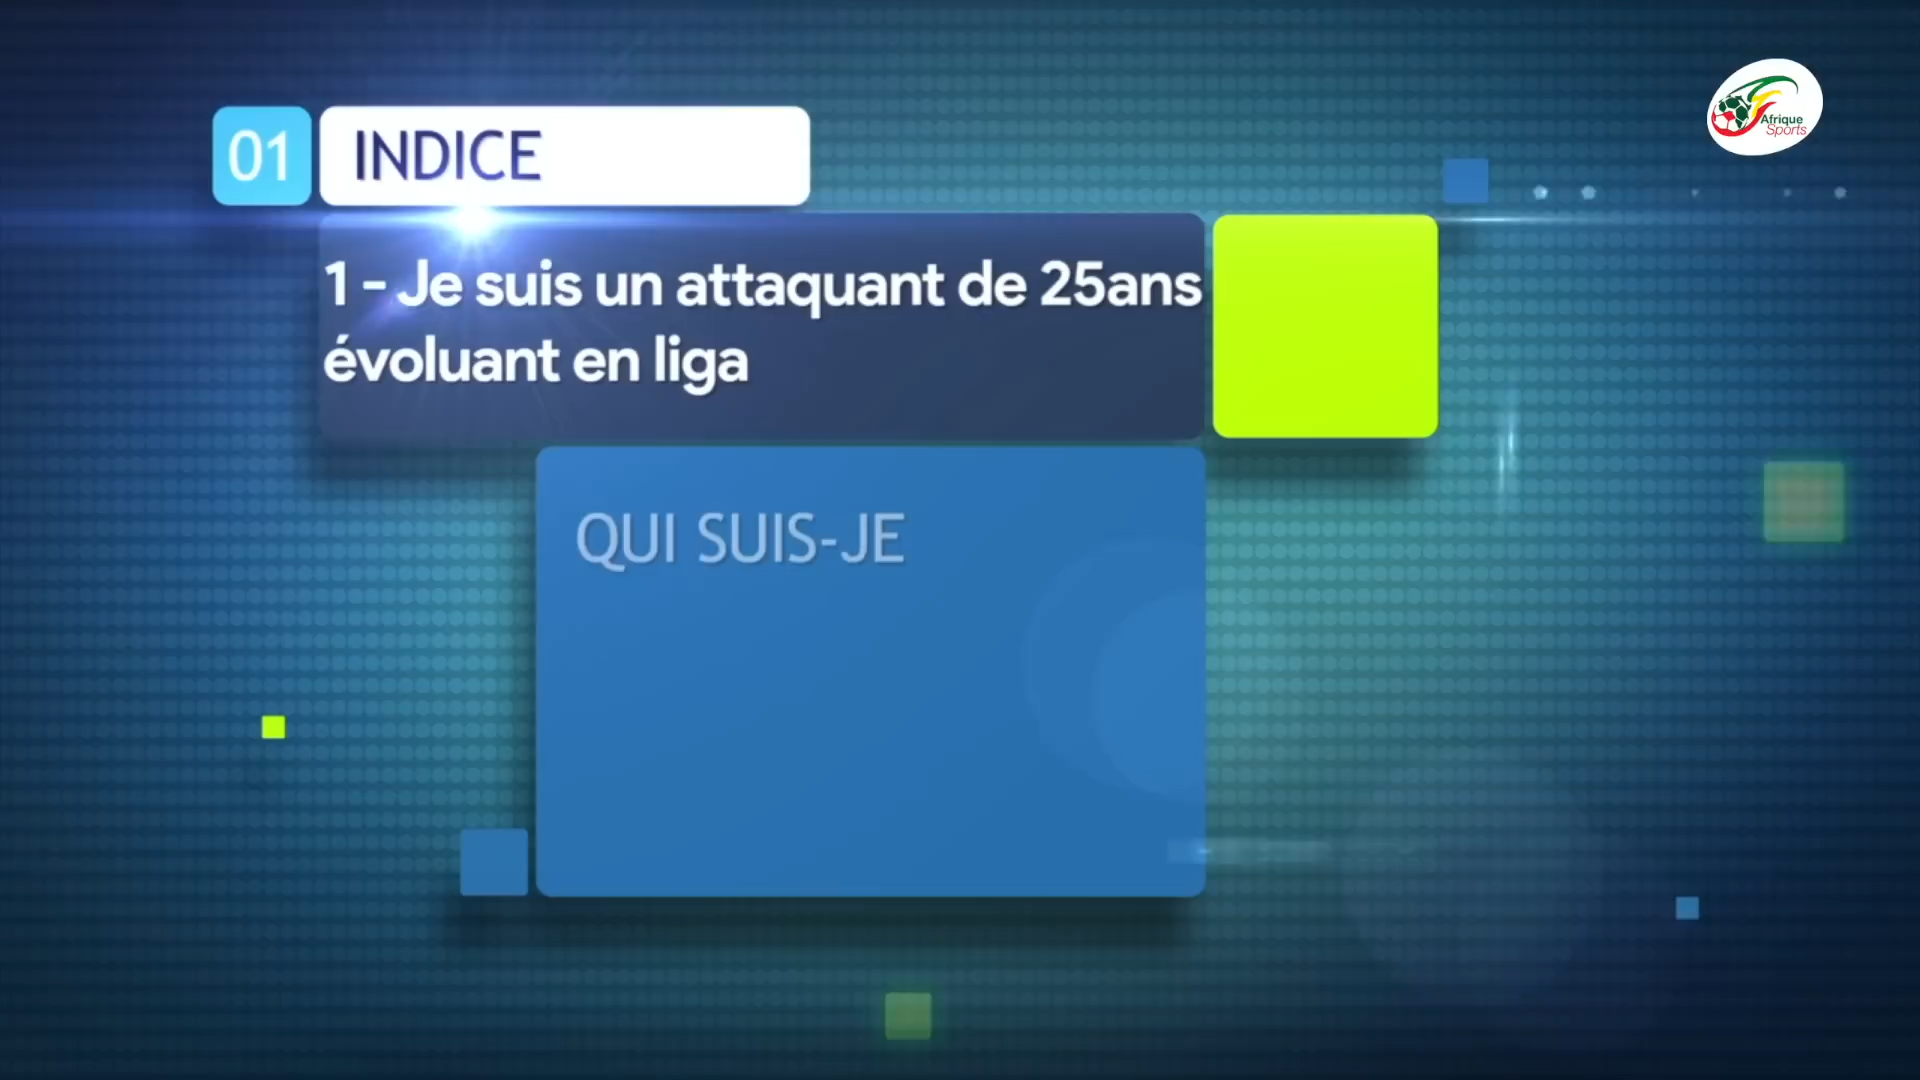 01 INDICE
Afrique
Sports
1 - Je suis un attaquant de 25ans
évoluant en liga
QUI SUIS-JE